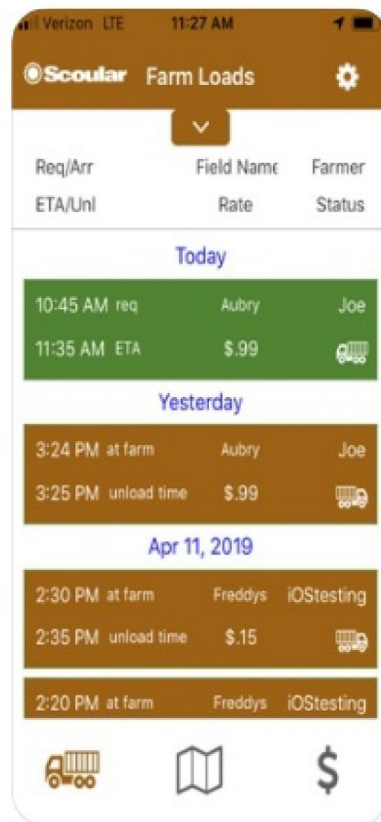 Verizon LTE 11:27 AM
Scoular Farm Loads
Req/Arr Field Name Farmer
ETA/Unl Rate Status
Today
10:45 AM req Aubry Joe
11:35 AM ETA $.99
Yesterday
3:24 PM at farm Aubry Joe
3:25 PM unload time $.99
Apr 11, 2019
2:30 PM at farm Freddys iOStesting
2:35 PM unload time $.15
2:20 PM at farm Freddys iOStesting
$